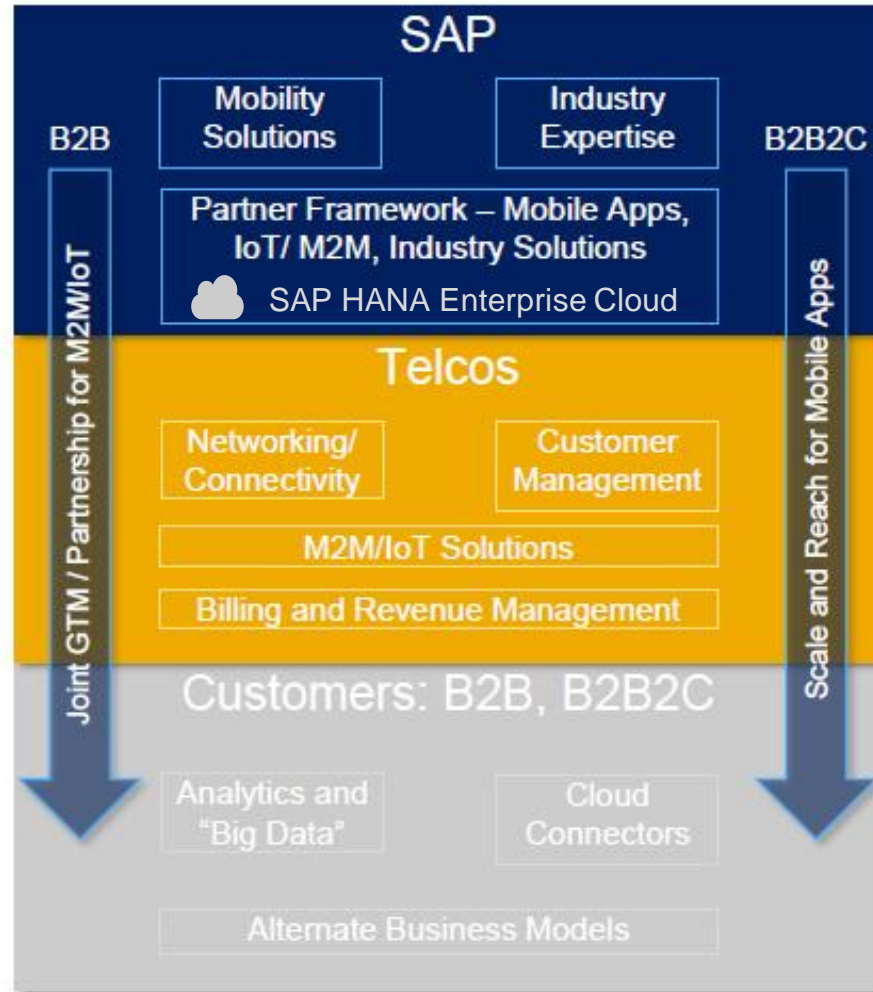 SAP
Mobility
Solutions
Industry
Expertise
B2B
B2B2C
Partner Framework – Mobile Apps,
IoT/ M2M, Industry Solutions
SAP HANA Enterprise Cloud
Joint GTM / Partnership for M2M/IoT
Scale and Reach for Mobile Apps
Telcos
Networking/
Connectivity
Customer
Management
M2M/IoT Solutions
Billing and Revenue Management
Customers: B2B, B2B2C
Analytics and
“Big Data”
Cloud
Connectors
Alternate Business Models